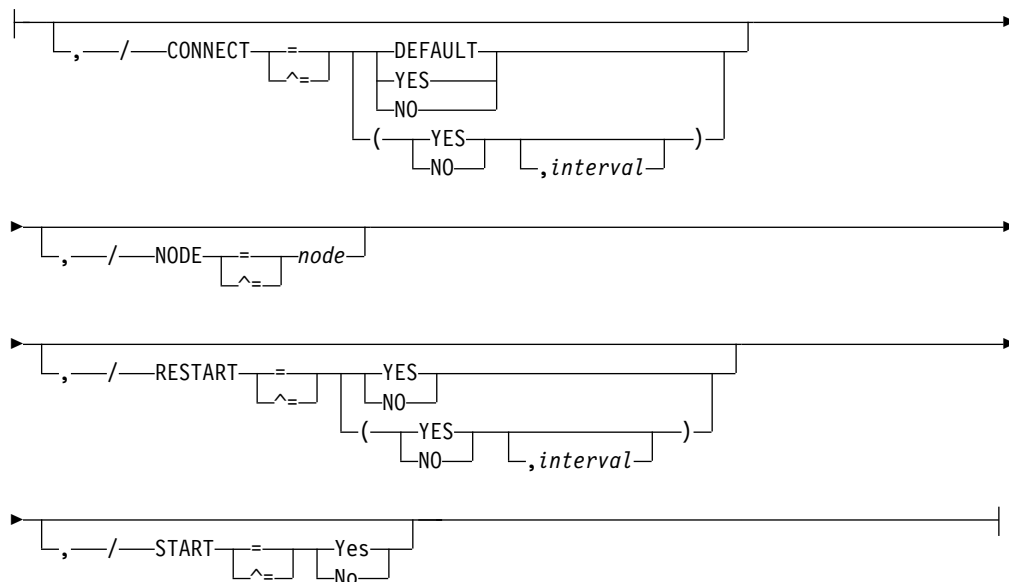 , / CONNECT = DEFAULT
^= YES
NO
( YES )
NO ,interval
, / NODE = node
^=
, / RESTART = YES
^= NO
( YES )
NO ,interval
, / START = Yes
^= No